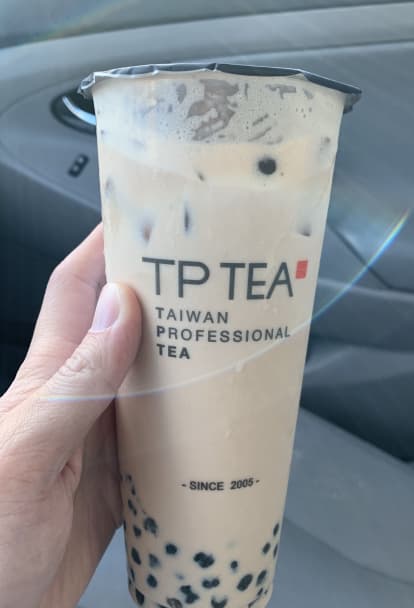 TP TEA
TAIWAN
PROFESSIONAL
TEA
- SINCE 2005 -